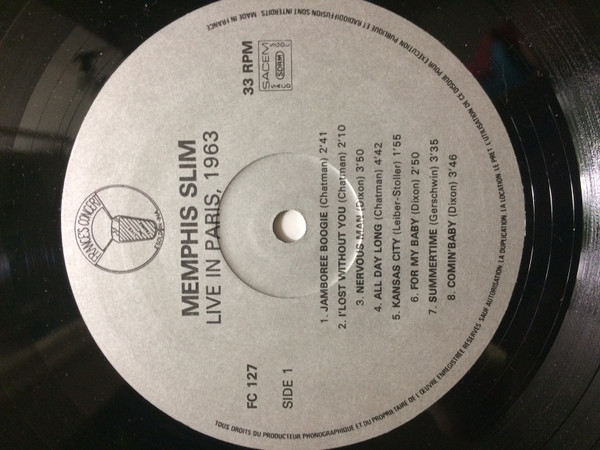 FRANCE'S CONCERT
MEMPHIS SLIM
LIVE IN PARIS, 1963
FC 127
SIDE 1
33 RPM
SACEM
SDRM
1. JAMBOREE BOOGIE (Chatman) 2'41
2. I'LOST WITHOUT YOU (Chatman) 2'10
3. NERVOUS MAN (Dixon) 3'50
4. ALL DAY LONG (Chatman) 4'42
5. KANSAS CITY (Leiber-Stoller) 1'55
6. FOR MY BABY (Dixon) 2'50
7. SUMMERTIME (Gerschwin) 3'35
8. COMIN'BABY (Dixon) 3'46
TOUS DROITS DU PRODUCTEUR PHONOGRAPHIQUE ET DU PROPRIETAIRE DE L'ŒUVRE ENREGISTREE RESERVES SAUF AUTORISATION : LA DUPLICATION : LA LOCATION, LE PRET, L'UTILISATION DE CE DISQUE POUR EXECUTION PUBLIQUE ET RADIODIFFUSION SONT INTERDITS. MADE IN FRANCE.